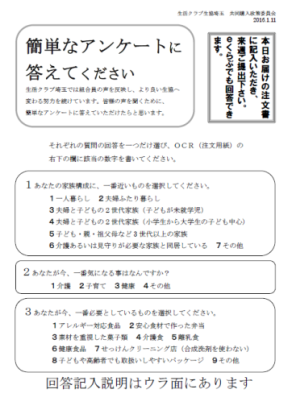 生活クラブ生協埼玉 共同購入政策委員会
2010.1.11
簡単なアンケートに
答えてください
生活クラブ埼玉では組合員の声を反映し、より良い生協へ
変わる努力を続けています。皆様の声を聞くために、
簡単なアンケートに答えていただけたらと思います。
本日お届けの注文書
に記入いただき、
来週ご提出下さい。
eくらぶでも回答でき
ます。
それぞれの質問の回答を一つだけ選び、OCR(注文用紙)の
右下の欄に該当の数字を書いてください。
1 あなたの家族構成に、一番近いものを選択してください。
1一人暮らし 2夫婦ふたり暮らし
3夫婦と子どもの2世代家族(子どもが未就学児)
4夫婦と子どもの2世代家族(小学生から大学生の子ども中心)
5子ども・親・祖父母など3世代以上の家族
6介護あるいは見守りが必要な家族と同居している 7その他
2 あなたが今、一番気になる事はなんですか?
1介護 2子育て 3健康 4その他
3 あなたが今、一番必要としているものを選択してください。
1アレルギー対応食品 2安心食材で作った弁当
3素材を重視した菓子類 4介護食 5離乳食
6健康食品 7せっけんクリーニング店(合成洗剤を使わない)
8子どもや高齢者でも取扱いしやすいパッケージ 9その他
回答記入説明はウラ面にあります